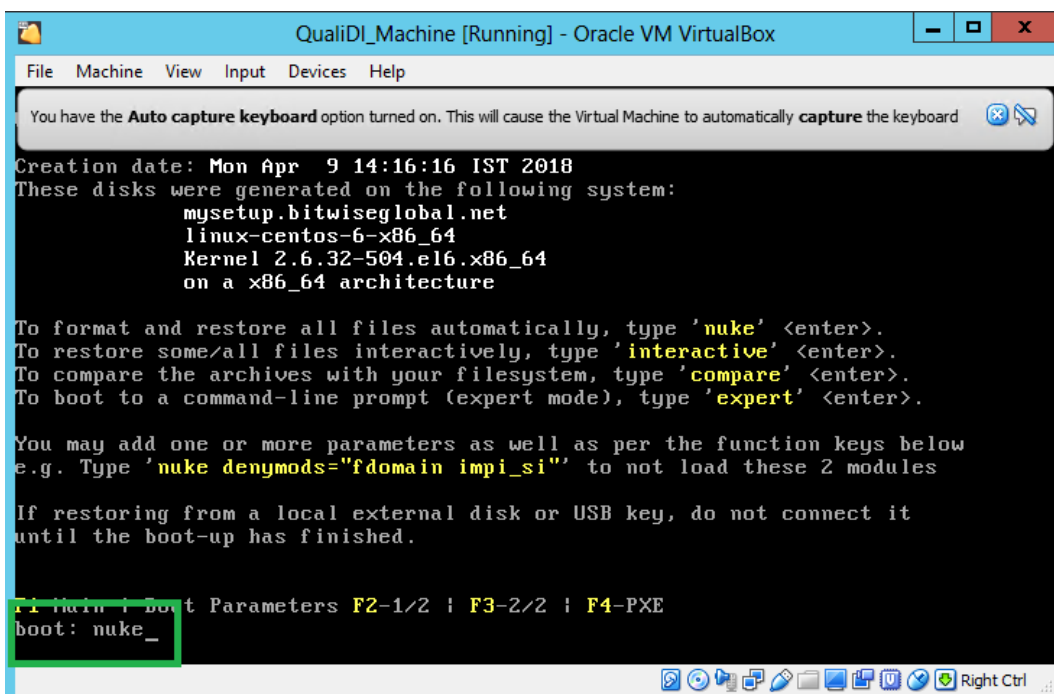 QualiDI_Machine [Running] - Oracle VM VirtualBox
File Machine View Input Devices Help
You have the Auto capture keyboard option turned on. This will cause the Virtual Machine to automatically capture the keyboard
Creation date: Mon Apr 9 14:16:16 IST 2018
These disks were generated on the following system:
mysetup.bitwiseglobal.net
linux-centos-6-x86_64
Kernel 2.6.32-504.el6.x86_64
on a x86_64 architecture
To format and restore all files automatically, type 'nuke' <enter>.
To restore some/all files interactively, type 'interactive' <enter>.
To compare the archives with your filesystem, type 'compare' <enter>.
To boot to a command-line prompt (expert mode), type 'expert' <enter>.
You may add one or more parameters as well as per the function keys below
e.g. Type 'nuke denymods="fdomain impi_si"' to not load these 2 modules
If restoring from a local external disk or USB key, do not connect it
until the boot-up has finished.
F1-Main | Boot Parameters F2-1/2 | F3-2/2 | F4-PXE
boot: nuke_
Right Ctrl